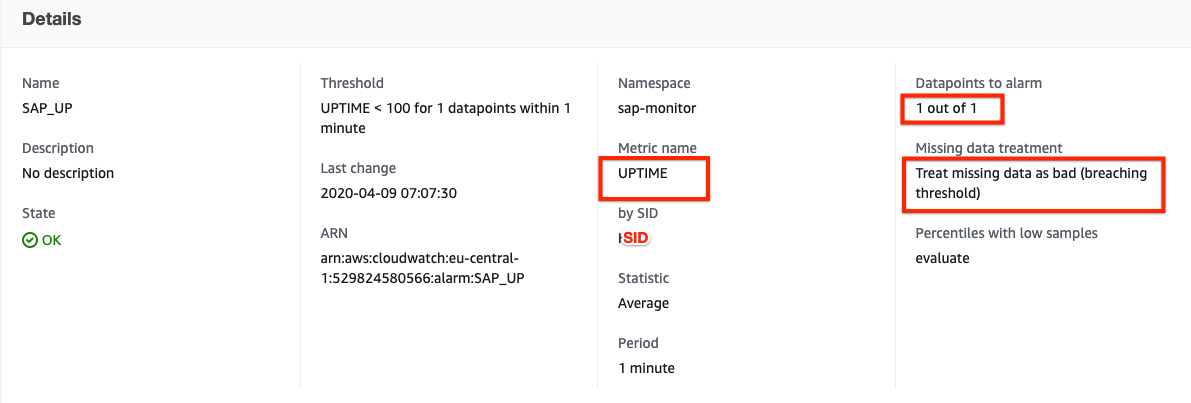 Details
Name
SAP_UP
Description
No description
State
OK
Threshold
UPTIME < 100 for 1 datapoints within 1
minute
Last change
2020-04-09 07:07:30
ARN
arn:aws:cloudwatch:eu-central-
1:529824580566:alarm:SAP_UP
Namespace
sap-monitor
Metric name
UPTIME
by SID
SID
Statistic
Average
Period
1 minute
Datapoints to alarm
1 out of 1
Missing data treatment
Treat missing data as bad (breaching
threshold)
Percentiles with low samples
evaluate